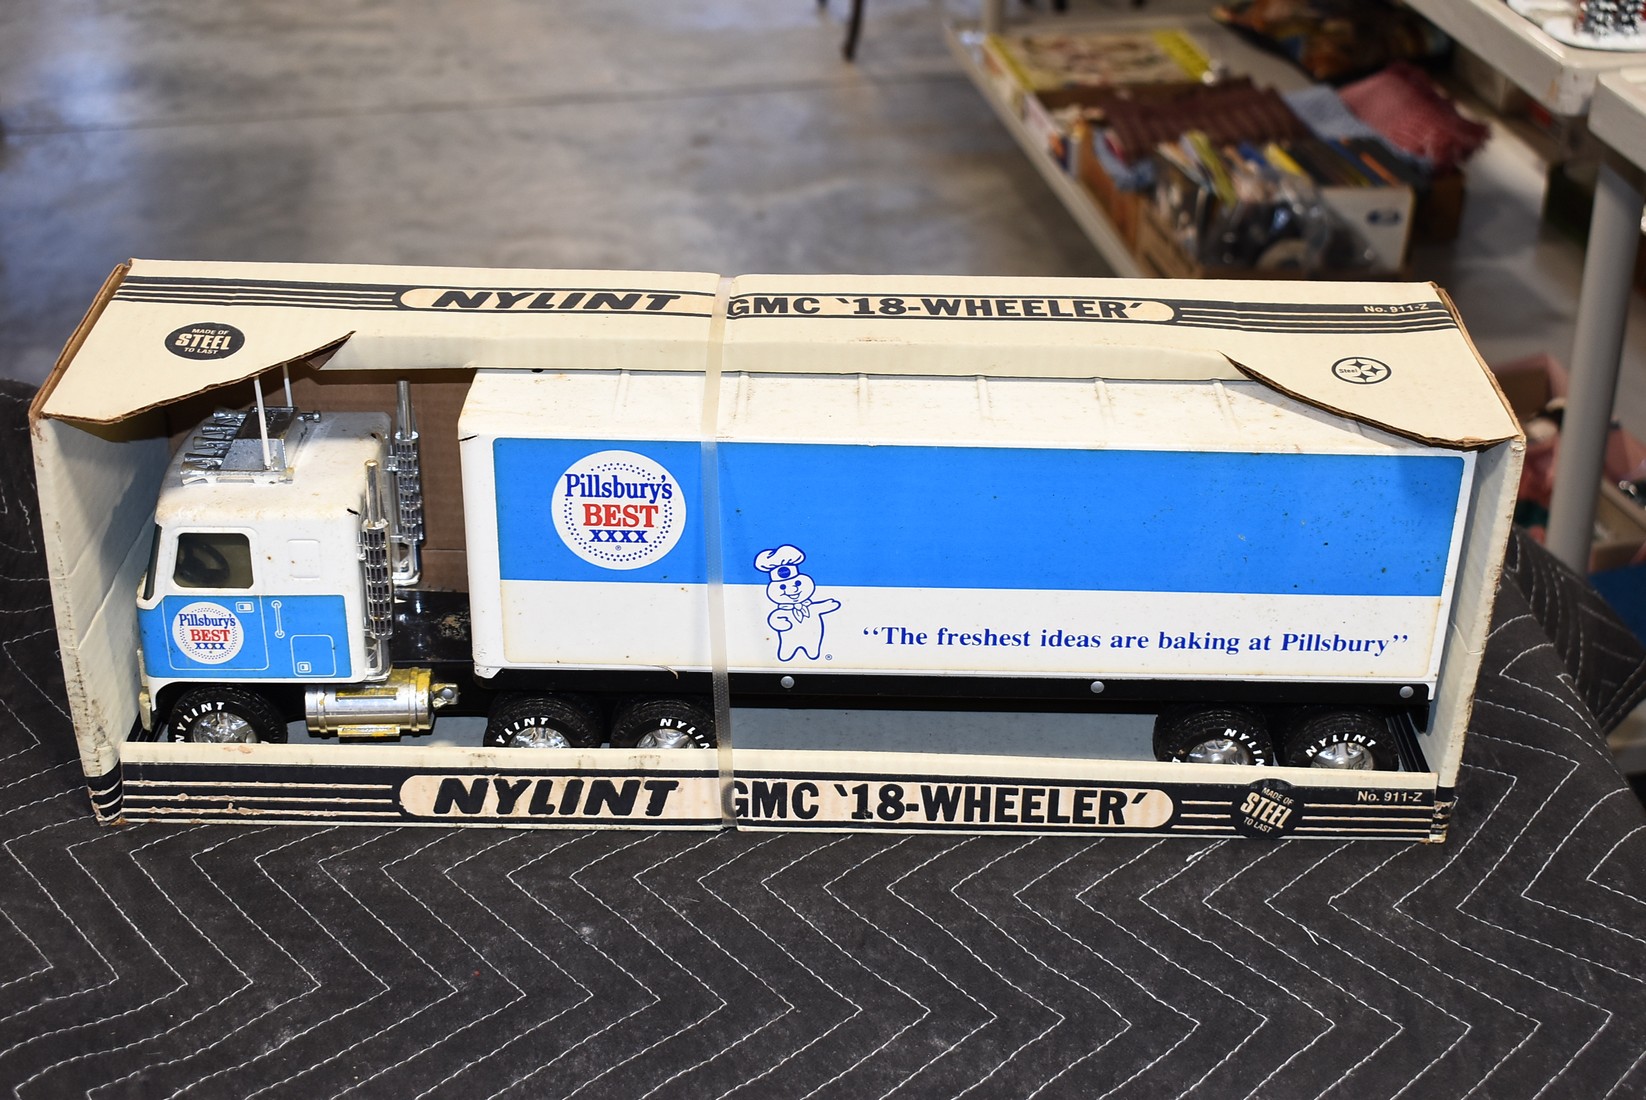 NYLINT GMC '18-WHEELER'
No. 911-Z
MADE OF
STEEL
TO LAST
Steel
Pillsbury's
BEST
XXXX
®
Pillsbury's
BEST
XXXX
®
"The freshest ideas are baking at Pillsbury"
NYLINT
NYLINT
NYLINT
NYLINT
NYLINT
NYLINT GMC '18-WHEELER'
MADE OF
STEEL
TO LAST
No. 911-Z